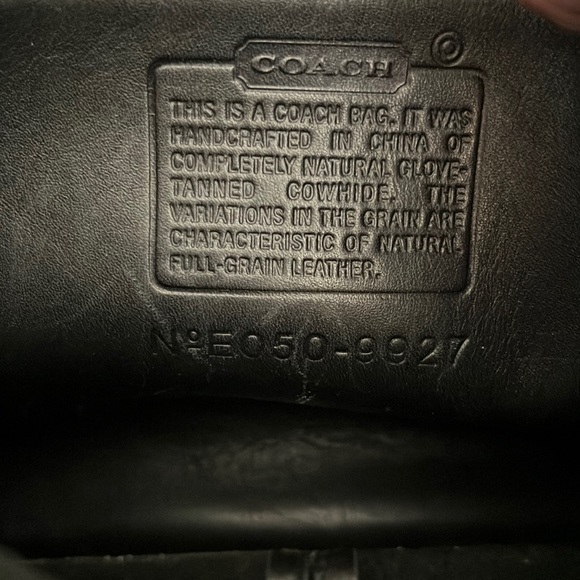 COACH ®
THIS IS A COACH BAG. IT WAS
HANDCRAFTED IN CHINA OF
COMPLETELY NATURAL GLOVE-
TANNED COWHIDE. THE
VARIATIONS IN THE GRAIN ARE
CHARACTERISTIC OF NATURAL
FULL-GRAIN LEATHER.
NºEO5O-9927